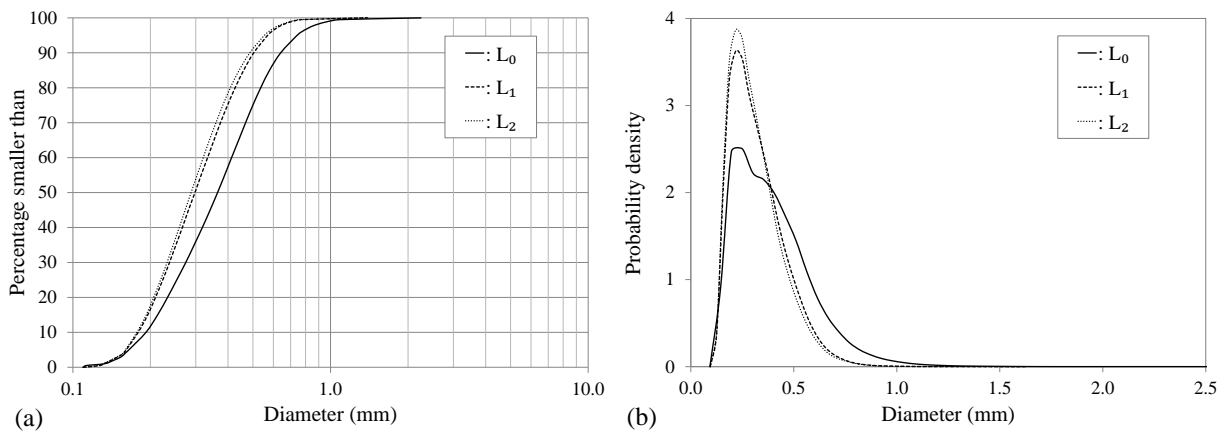 100
90
80
70
60
50
40
30
20
10
0
Percentage smaller than
0.1
1.0
10.0
Diameter (mm)
(a)
: L₀
: L₁
: L₂
4
3
2
1
0
Probability density
0.0
0.5
1.0
1.5
2.0
2.5
Diameter (mm)
(b)
: L₀
: L₁
: L₂